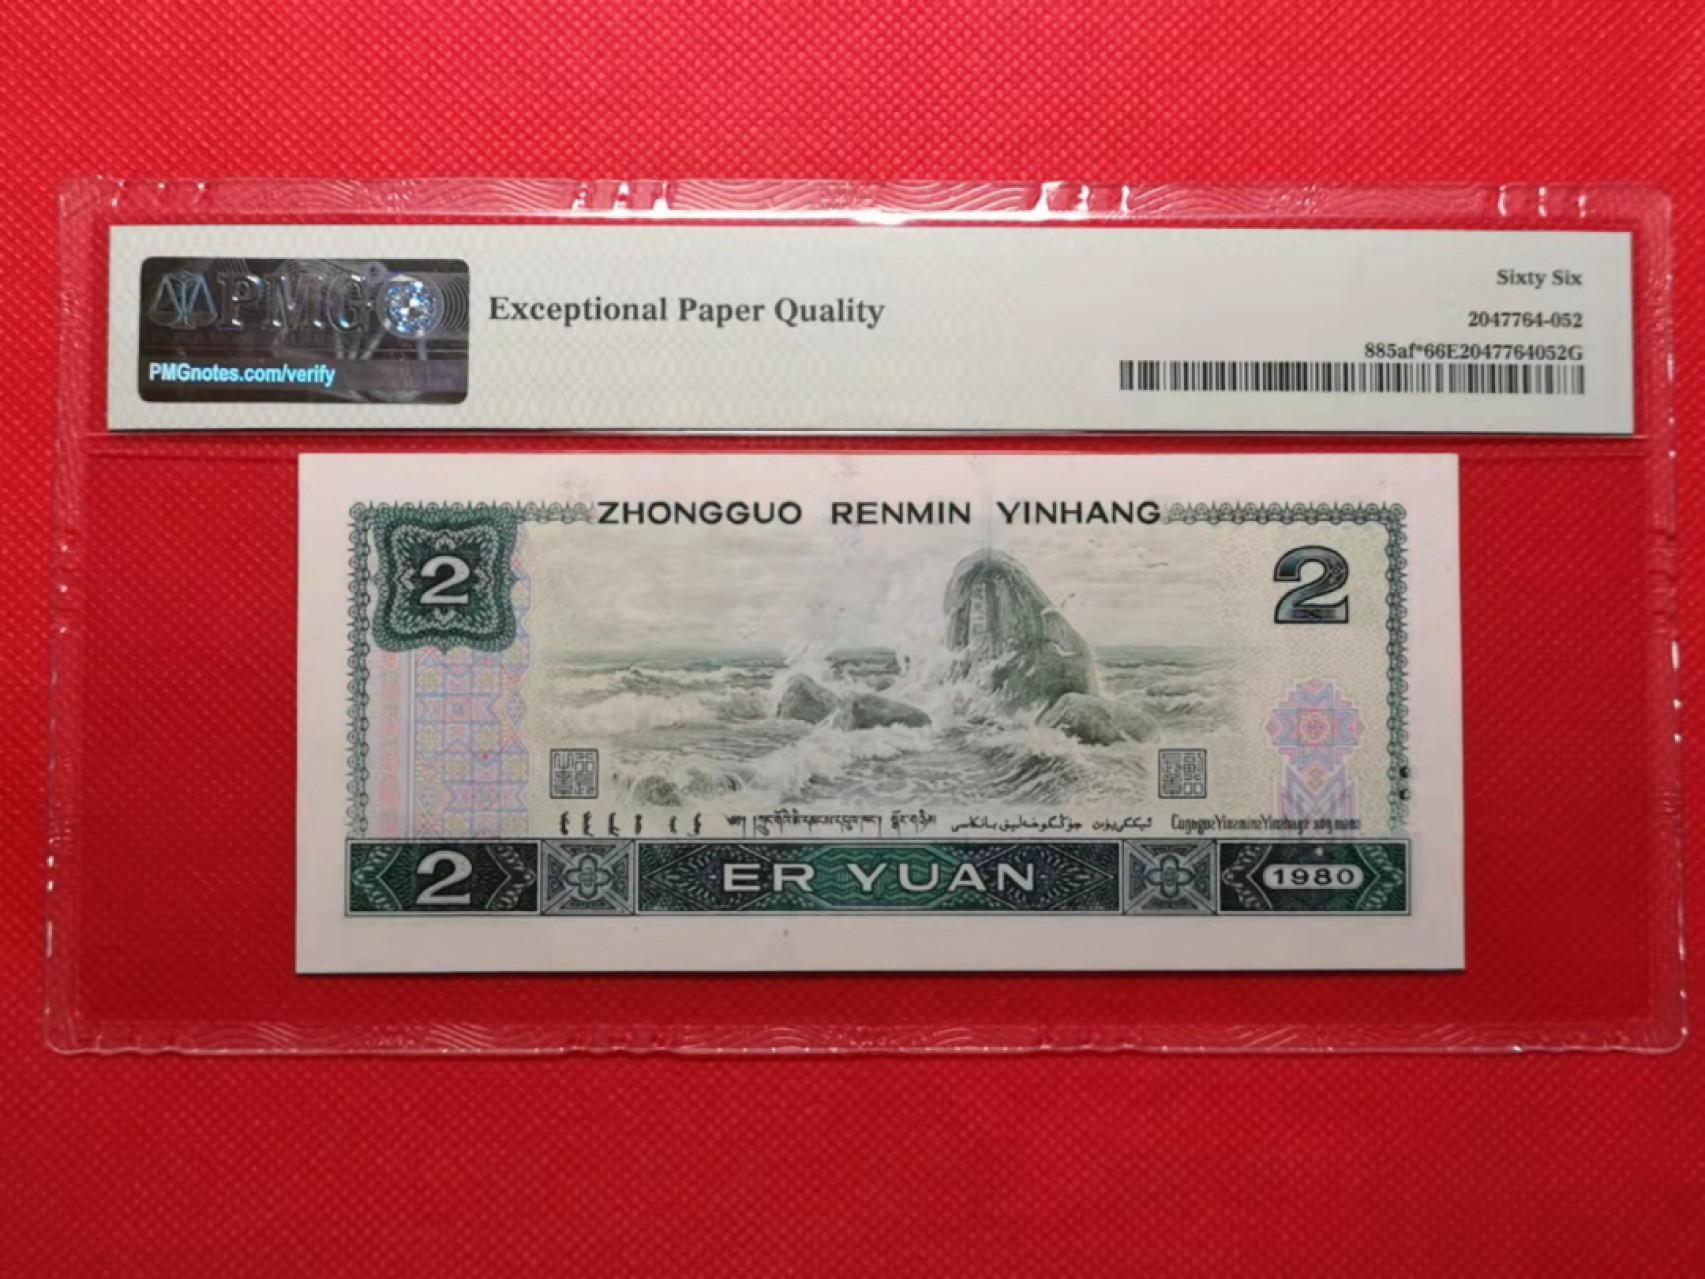 PMG
PMGnotes.com/verify
Exceptional Paper Quality
Sixty Six
2047764-052
885af*66E2047764052G
ZHONGGUO RENMIN YINHANG
2
2
2
ER YUAN
1980